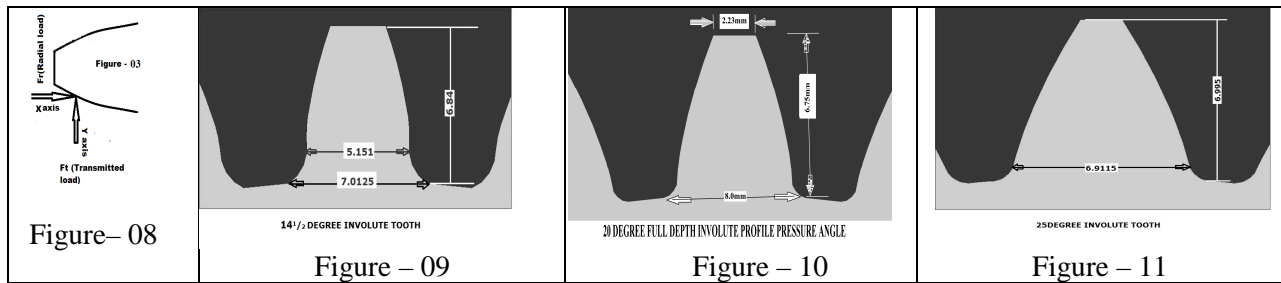 Fr(Radial load)
Figure - 03
Xaxis
Y axis
Ft (Transmitted
load)
Figure– 08
6.84
5.151
7.0125
14 1/2 DEGREE INVOLUTE TOOTH
Figure – 09
2.23mm
6.75mm
8.0mm
20 DEGREE FULL DEPTH INVOLUTE PROFILE PRESSURE ANGLE
Figure – 10
6.995
6.9115
25DEGREE INVOLUTE TOOTH
Figure – 11